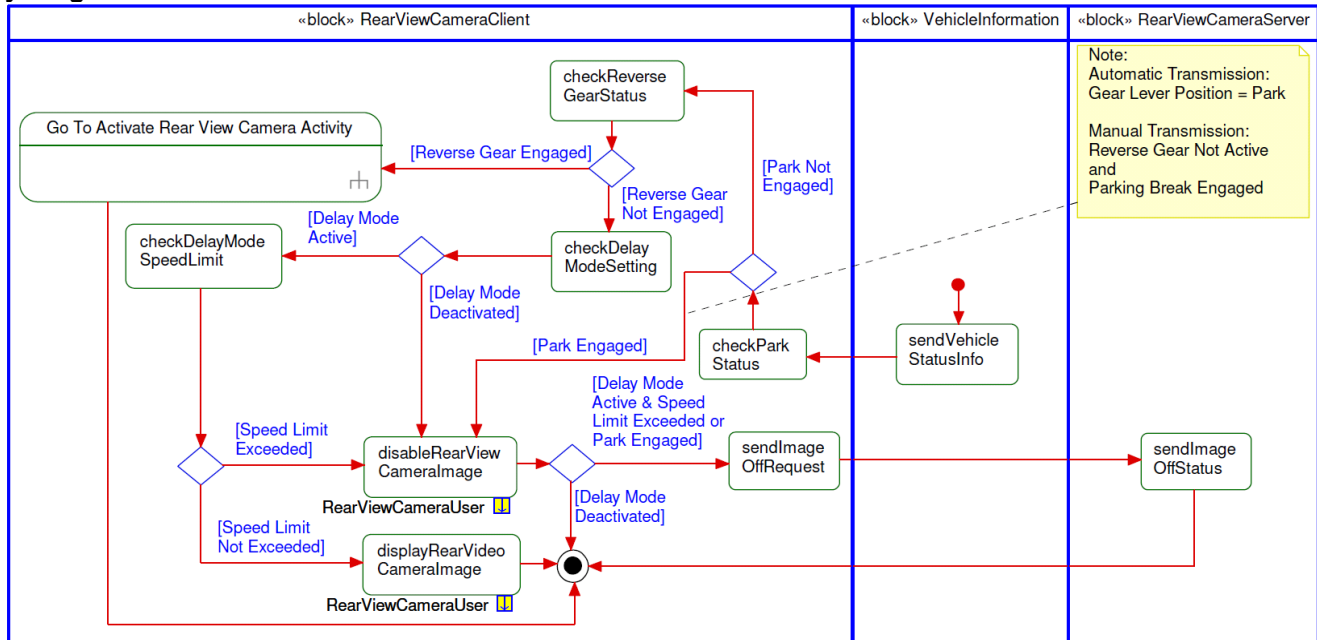 «block» RearViewCameraClient
«block» VehicleInformation
«block» RearViewCameraServer
Note:
Automatic Transmission:
Gear Lever Position = Park
Manual Transmission:
Reverse Gear Not Active
and
Parking Break Engaged
checkReverse
GearStatus
Go To Activate Rear View Camera Activity
[Reverse Gear Engaged]
[Park Not
Engaged]
[Reverse Gear
Not Engaged]
[Delay Mode
Active]
checkDelayMode
SpeedLimit
checkDelay
ModeSetting
[Delay Mode
Deactivated]
[Park Engaged]
checkPark
Status
sendVehicle
StatusInfo
[Delay Mode
Active & Speed
Limit Exceeded or
Park Engaged]
[Speed Limit
Exceeded]
disableRearView
CameraImage
RearViewCameraUser
sendImage
OffRequest
sendImage
OffStatus
[Delay Mode
Deactivated]
[Speed Limit
Not Exceeded]
displayRearVideo
CameraImage
RearViewCameraUser